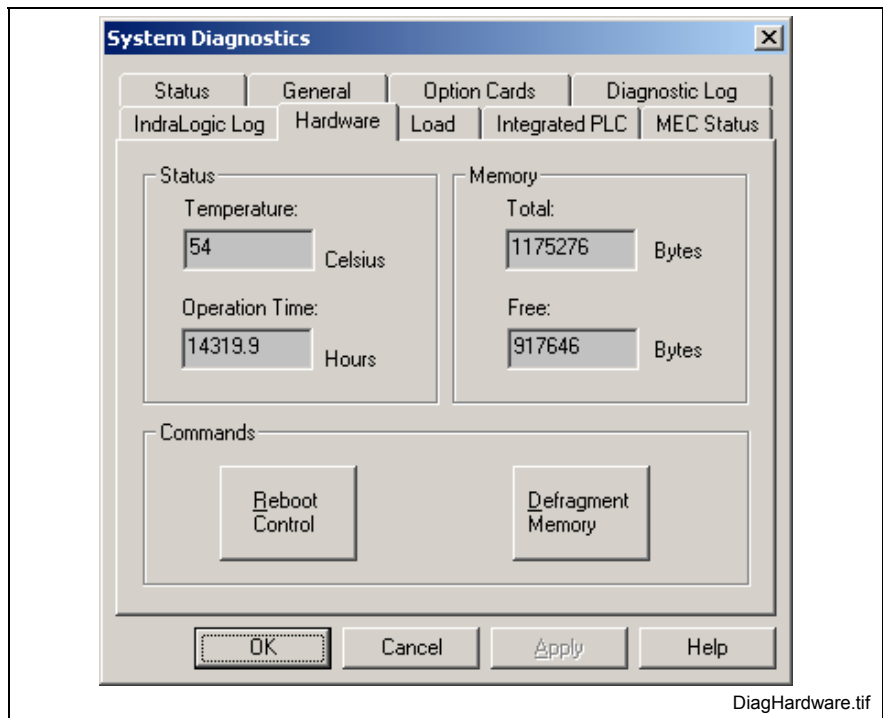 System Diagnostics
Status General Option Cards Diagnostic Log
IndraLogic Log Hardware Load Integrated PLC MEC Status
Status
Temperature:
54 Celsius
Operation Time:
14319.9 Hours
Memory
Total:
1175276 Bytes
Free:
917646 Bytes
Commands
Reboot
Control
Defragment
Memory
OK Cancel Apply Help
DiagHardware.tif